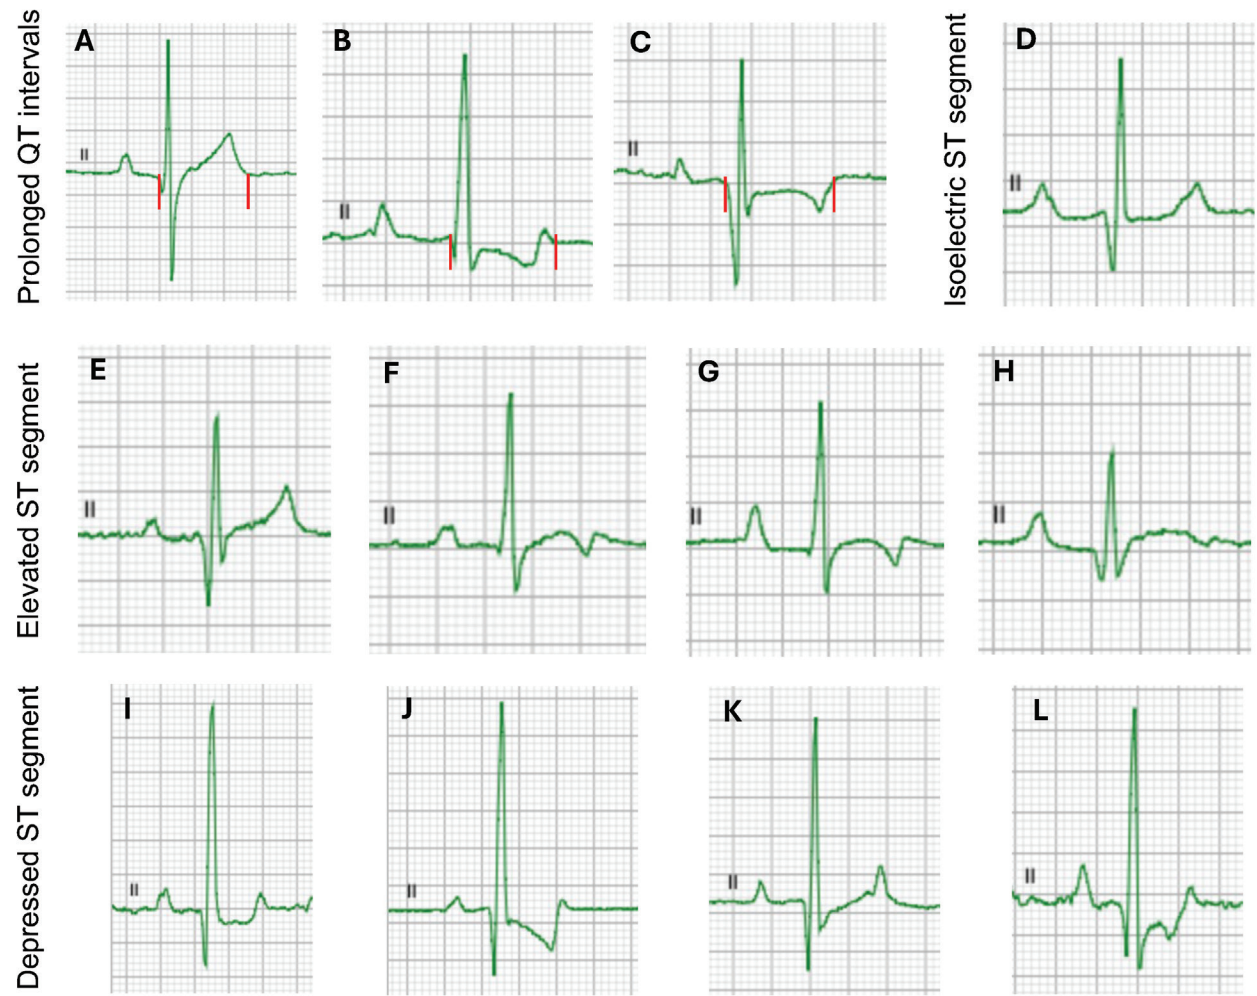 Prolonged QT intervals
A
II
B
II
C
II
Isoelectric ST segment
D
II
Elevated ST segment
E
II
F
II
G
II
H
II
Depressed ST segment
I
II
J
II
K
II
L
II